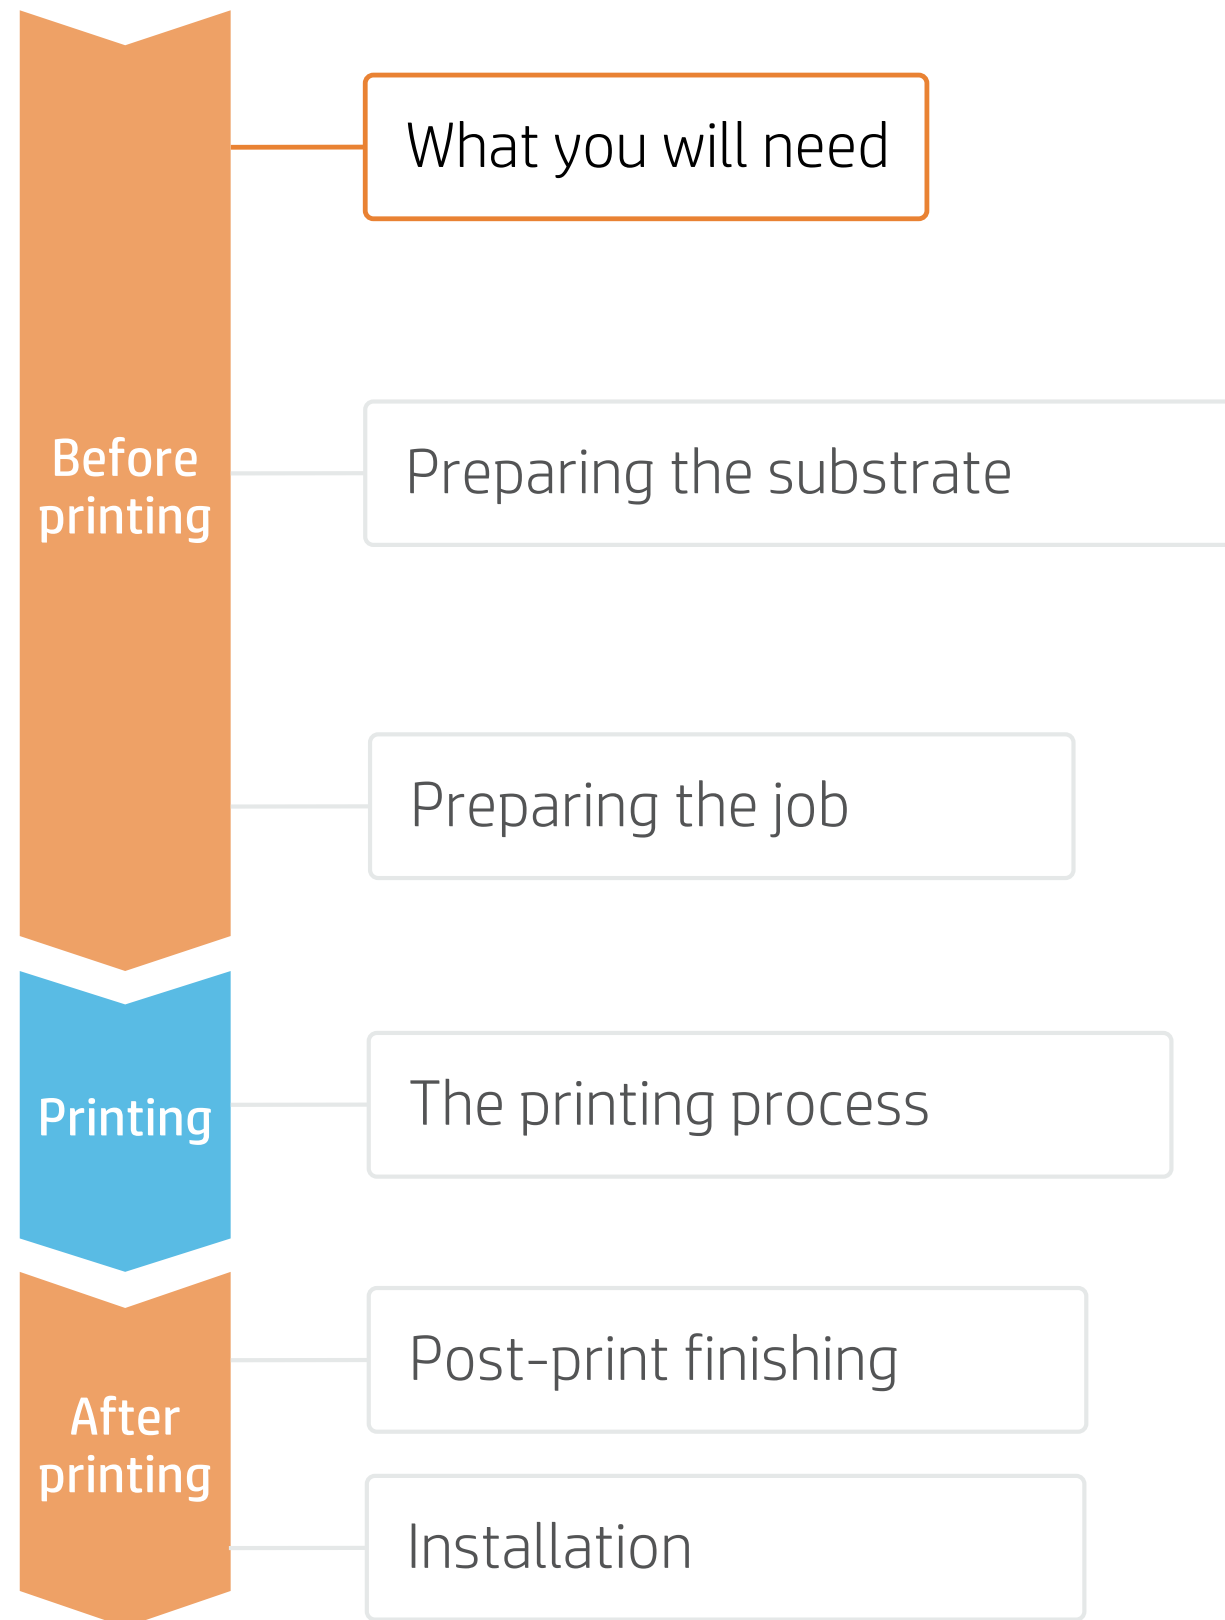 What you will need
Before
printing
Preparing the substrate
Preparing the job
Printing
The printing process
After
printing
Post-print finishing
Installation